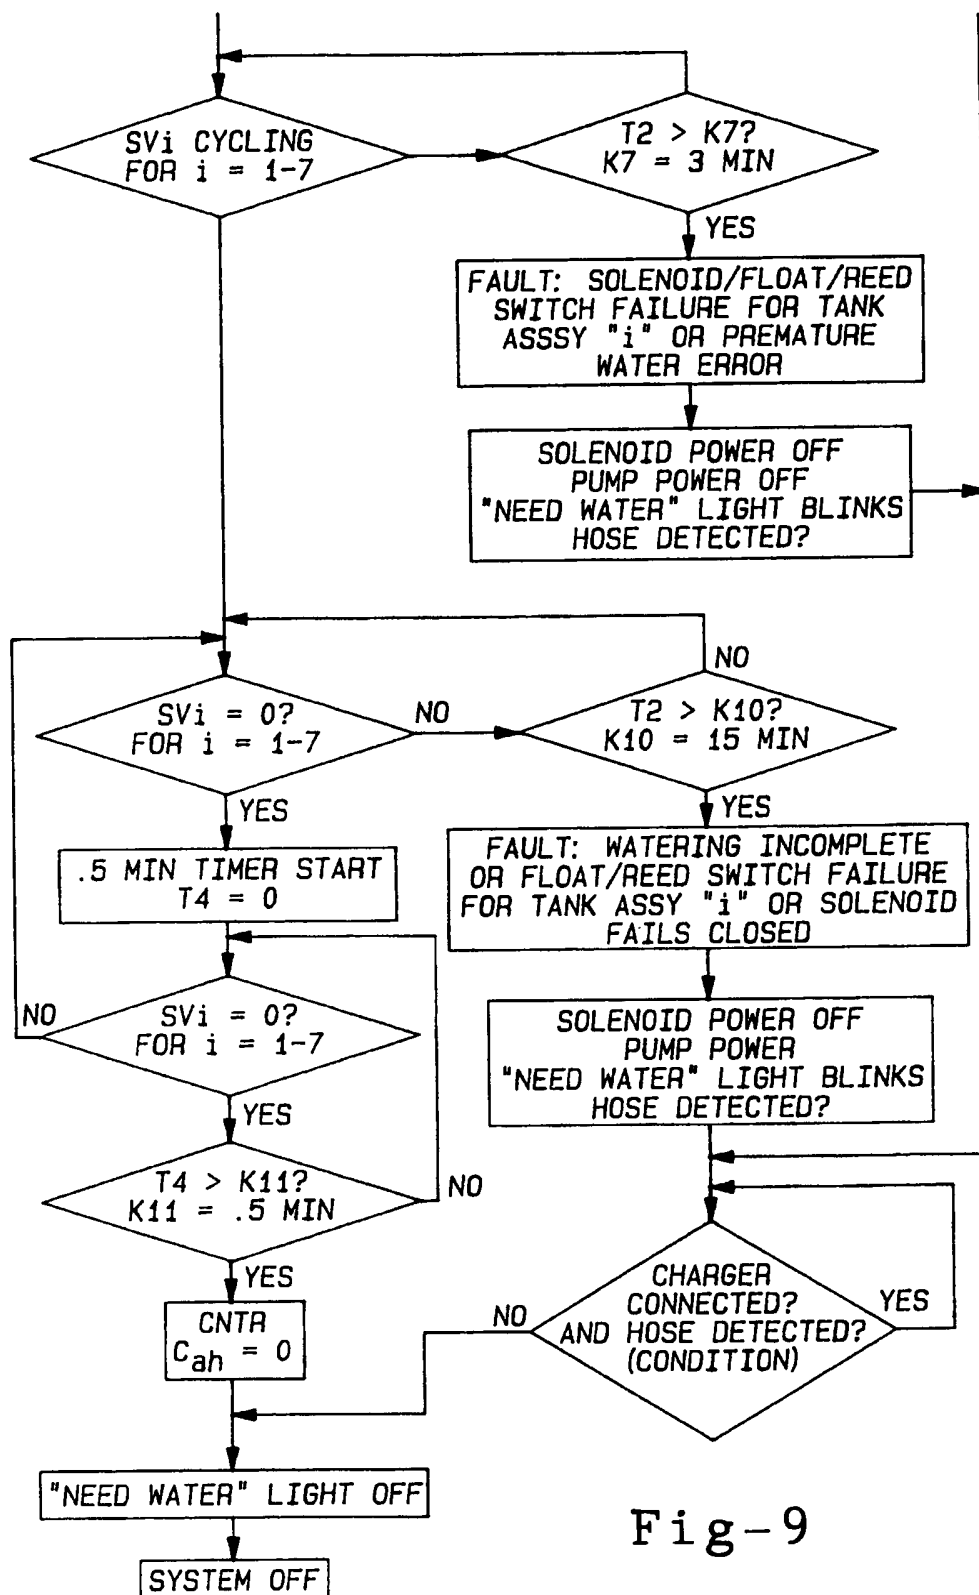 SVi CYCLING
FOR i = 1-7
T2 > K7?
K7 = 3 MIN
YES
FAULT: SOLENOID/FLOAT/REED
SWITCH FAILURE FOR TANK
ASSSY "i" OR PREMATURE
WATER ERROR
SOLENOID POWER OFF
PUMP POWER OFF
"NEED WATER" LIGHT BLINKS
HOSE DETECTED?
NO
SVi = 0?
FOR i = 1-7
NO
T2 > K10?
K10 = 15 MIN
YES
YES
.5 MIN TIMER START
T4 = 0
FAULT: WATERING INCOMPLETE
OR FLOAT/REED SWITCH FAILURE
FOR TANK ASSY "i" OR SOLENOID
FAILS CLOSED
NO
SVi = 0?
FOR i = 1-7
SOLENOID POWER OFF
PUMP POWER
"NEED WATER" LIGHT BLINKS
HOSE DETECTED?
YES
T4 > K11?
K11 = .5 MIN
NO
YES
CHARGER
CONNECTED?
AND HOSE DETECTED?
(CONDITION)
NO
YES
CNTR
Cah = 0
"NEED WATER" LIGHT OFF
SYSTEM OFF
Fig-9